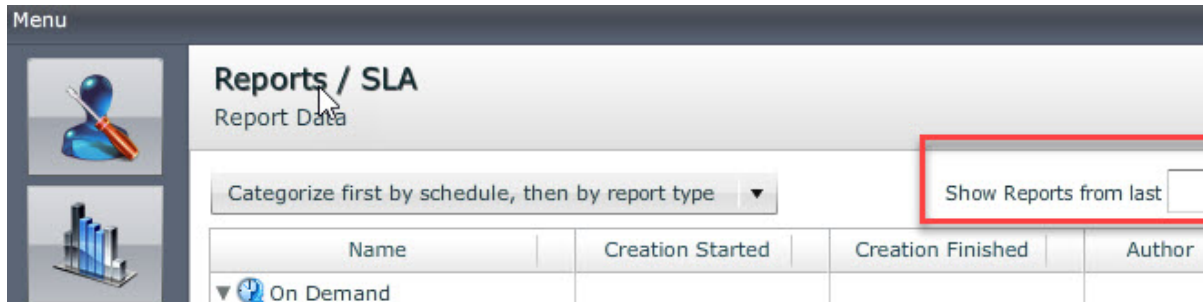 Menu
Reports / SLA
Report Data
Categorize first by schedule, then by report type
Show Reports from last
Name Creation Started Creation Finished Author
On Demand